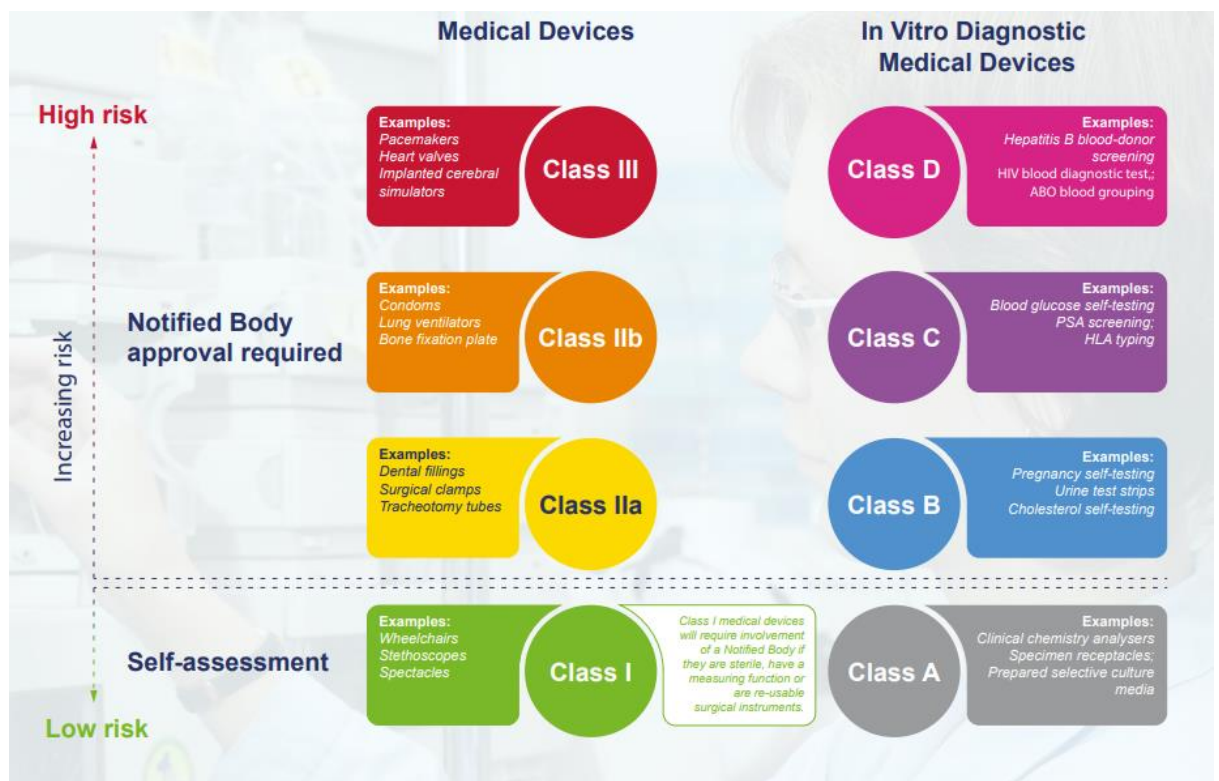 Medical Devices
In Vitro Diagnostic
Medical Devices
High risk
Increasing risk
Low risk
Notified Body
approval required
Self-assessment
Examples:
Pacemakers
Heart valves
Implanted cerebral
simulators
Class III
Class D
Examples:
Hepatitis B blood-donor
screening
HIV blood diagnostic test,;
ABO blood grouping
Examples:
Condoms
Lung ventilators
Bone fixation plate
Class IIb
Class C
Examples:
Blood glucose self-testing
PSA screening;
HLA typing
Examples:
Dental fillings
Surgical clamps
Tracheotomy tubes
Class IIa
Class B
Examples:
Pregnancy self-testing
Urine test strips
Cholesterol self-testing
Examples:
Wheelchairs
Stethoscopes
Spectacles
Class I
Class I medical devices
will require involvement
of a Notified Body if
they are sterile, have a
measuring function or
are re-usable
surgical instruments.
Class A
Examples:
Clinical chemistry analysers
Specimen receptacles;
Prepared selective culture
media